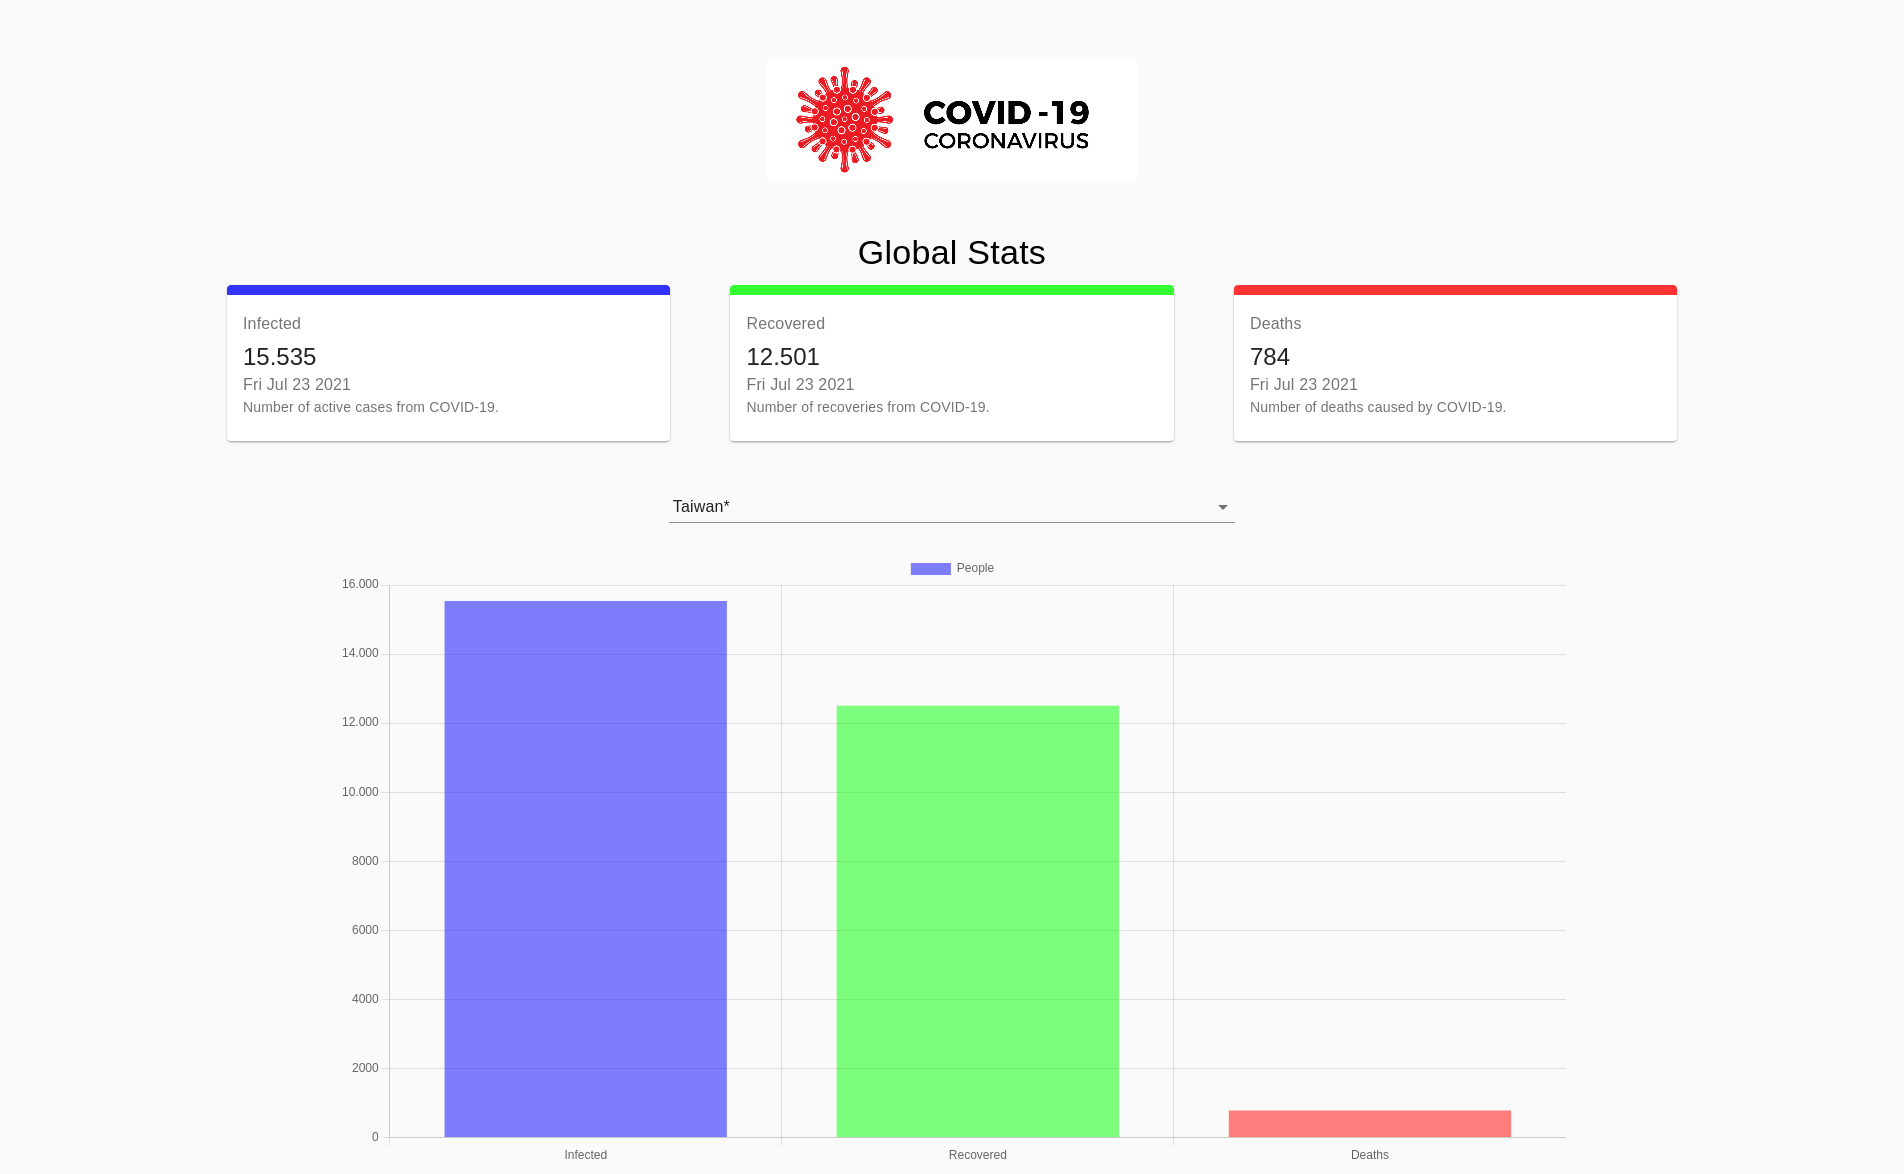 COVID -19
CORONAVIRUS
Global Stats
Infected
15.535
Fri Jul 23 2021
Number of active cases from COVID-19.
Recovered
12.501
Fri Jul 23 2021
Number of recoveries from COVID-19.
Deaths
784
Fri Jul 23 2021
Number of deaths caused by COVID-19.
Taiwan*
People
16.000
14.000
12.000
10.000
8000
6000
4000
2000
0
Infected
Recovered
Deaths